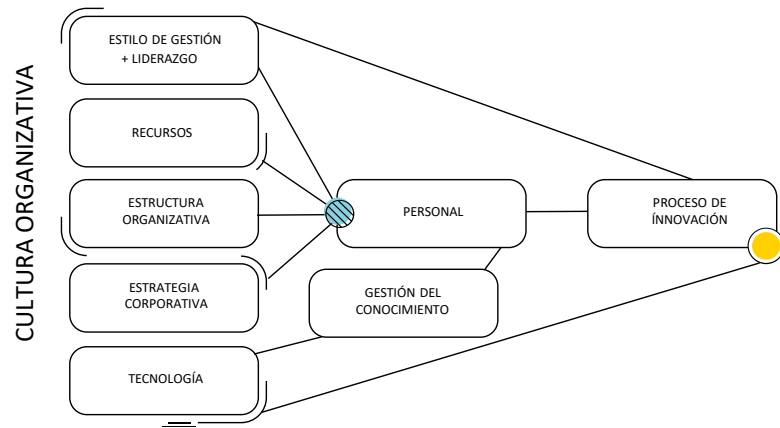 CULTURA ORGANIZATIVA
ESTILO DE GESTIÓN
+ LIDERAZGO
RECURSOS
ESTRUCTURA
ORGANIZATIVA
ESTRATEGIA
CORPORATIVA
TECNOLOGÍA
PERSONAL
GESTIÓN DEL
CONOCIMIENTO
PROCESO DE
ÍNNOVACIÓN